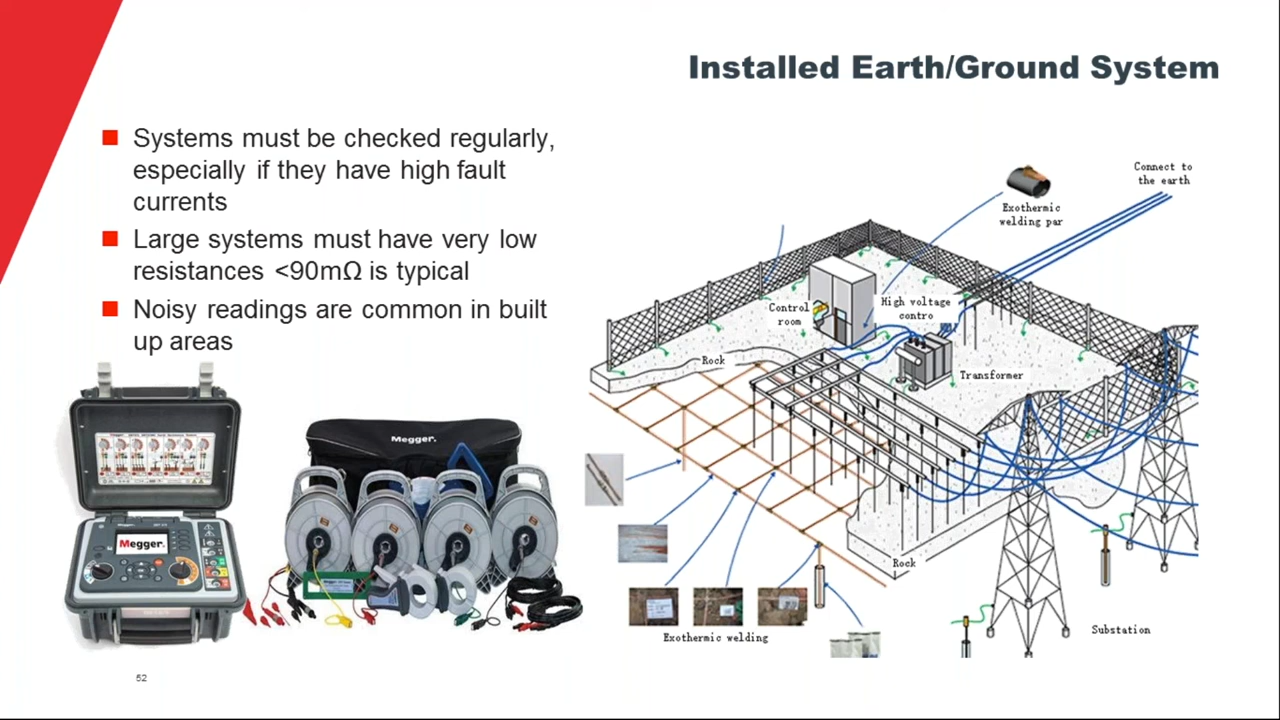 Installed Earth/Ground System
Systems must be checked regularly,
especially if they have high fault
currents
Large systems must have very low
resistances <90mΩ is typical
Noisy readings are common in built
up areas
Megger.
Megger.
Megger.
Connect to
the earth
Exothermic
welding par
High voltage
contro
Control
room
Rock
Transformer
Rock
Exothermic welding
Substation
52